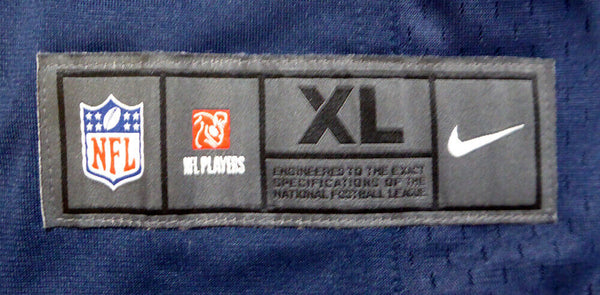 NFL
NFL PLAYERS
XL
ENGINEERED TO THE EXACT
SPECIFICATIONS OF THE
NATIONAL FOOTBALL LEAGUE